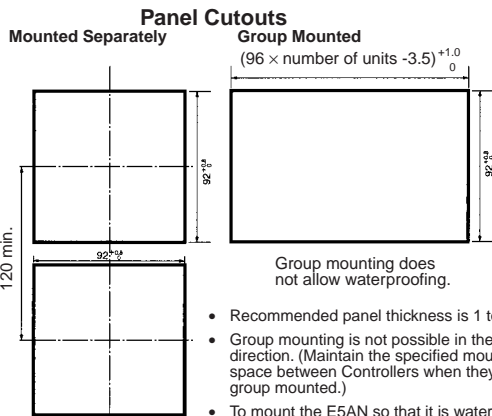 Panel Cutouts
Mounted Separately
Group Mounted
(96 × number of units -3.5) +1.0 0
92 +0.8 0
92 +0.8 0
120 min.
92 +0.8 0
Group mounting does
not allow waterproofing.
• Recommended panel thickness is 1 to
• Group mounting is not possible in the
direction. (Maintain the specified mou
space between Controllers when they
group mounted.)
• To mount the E5AN so that it is water